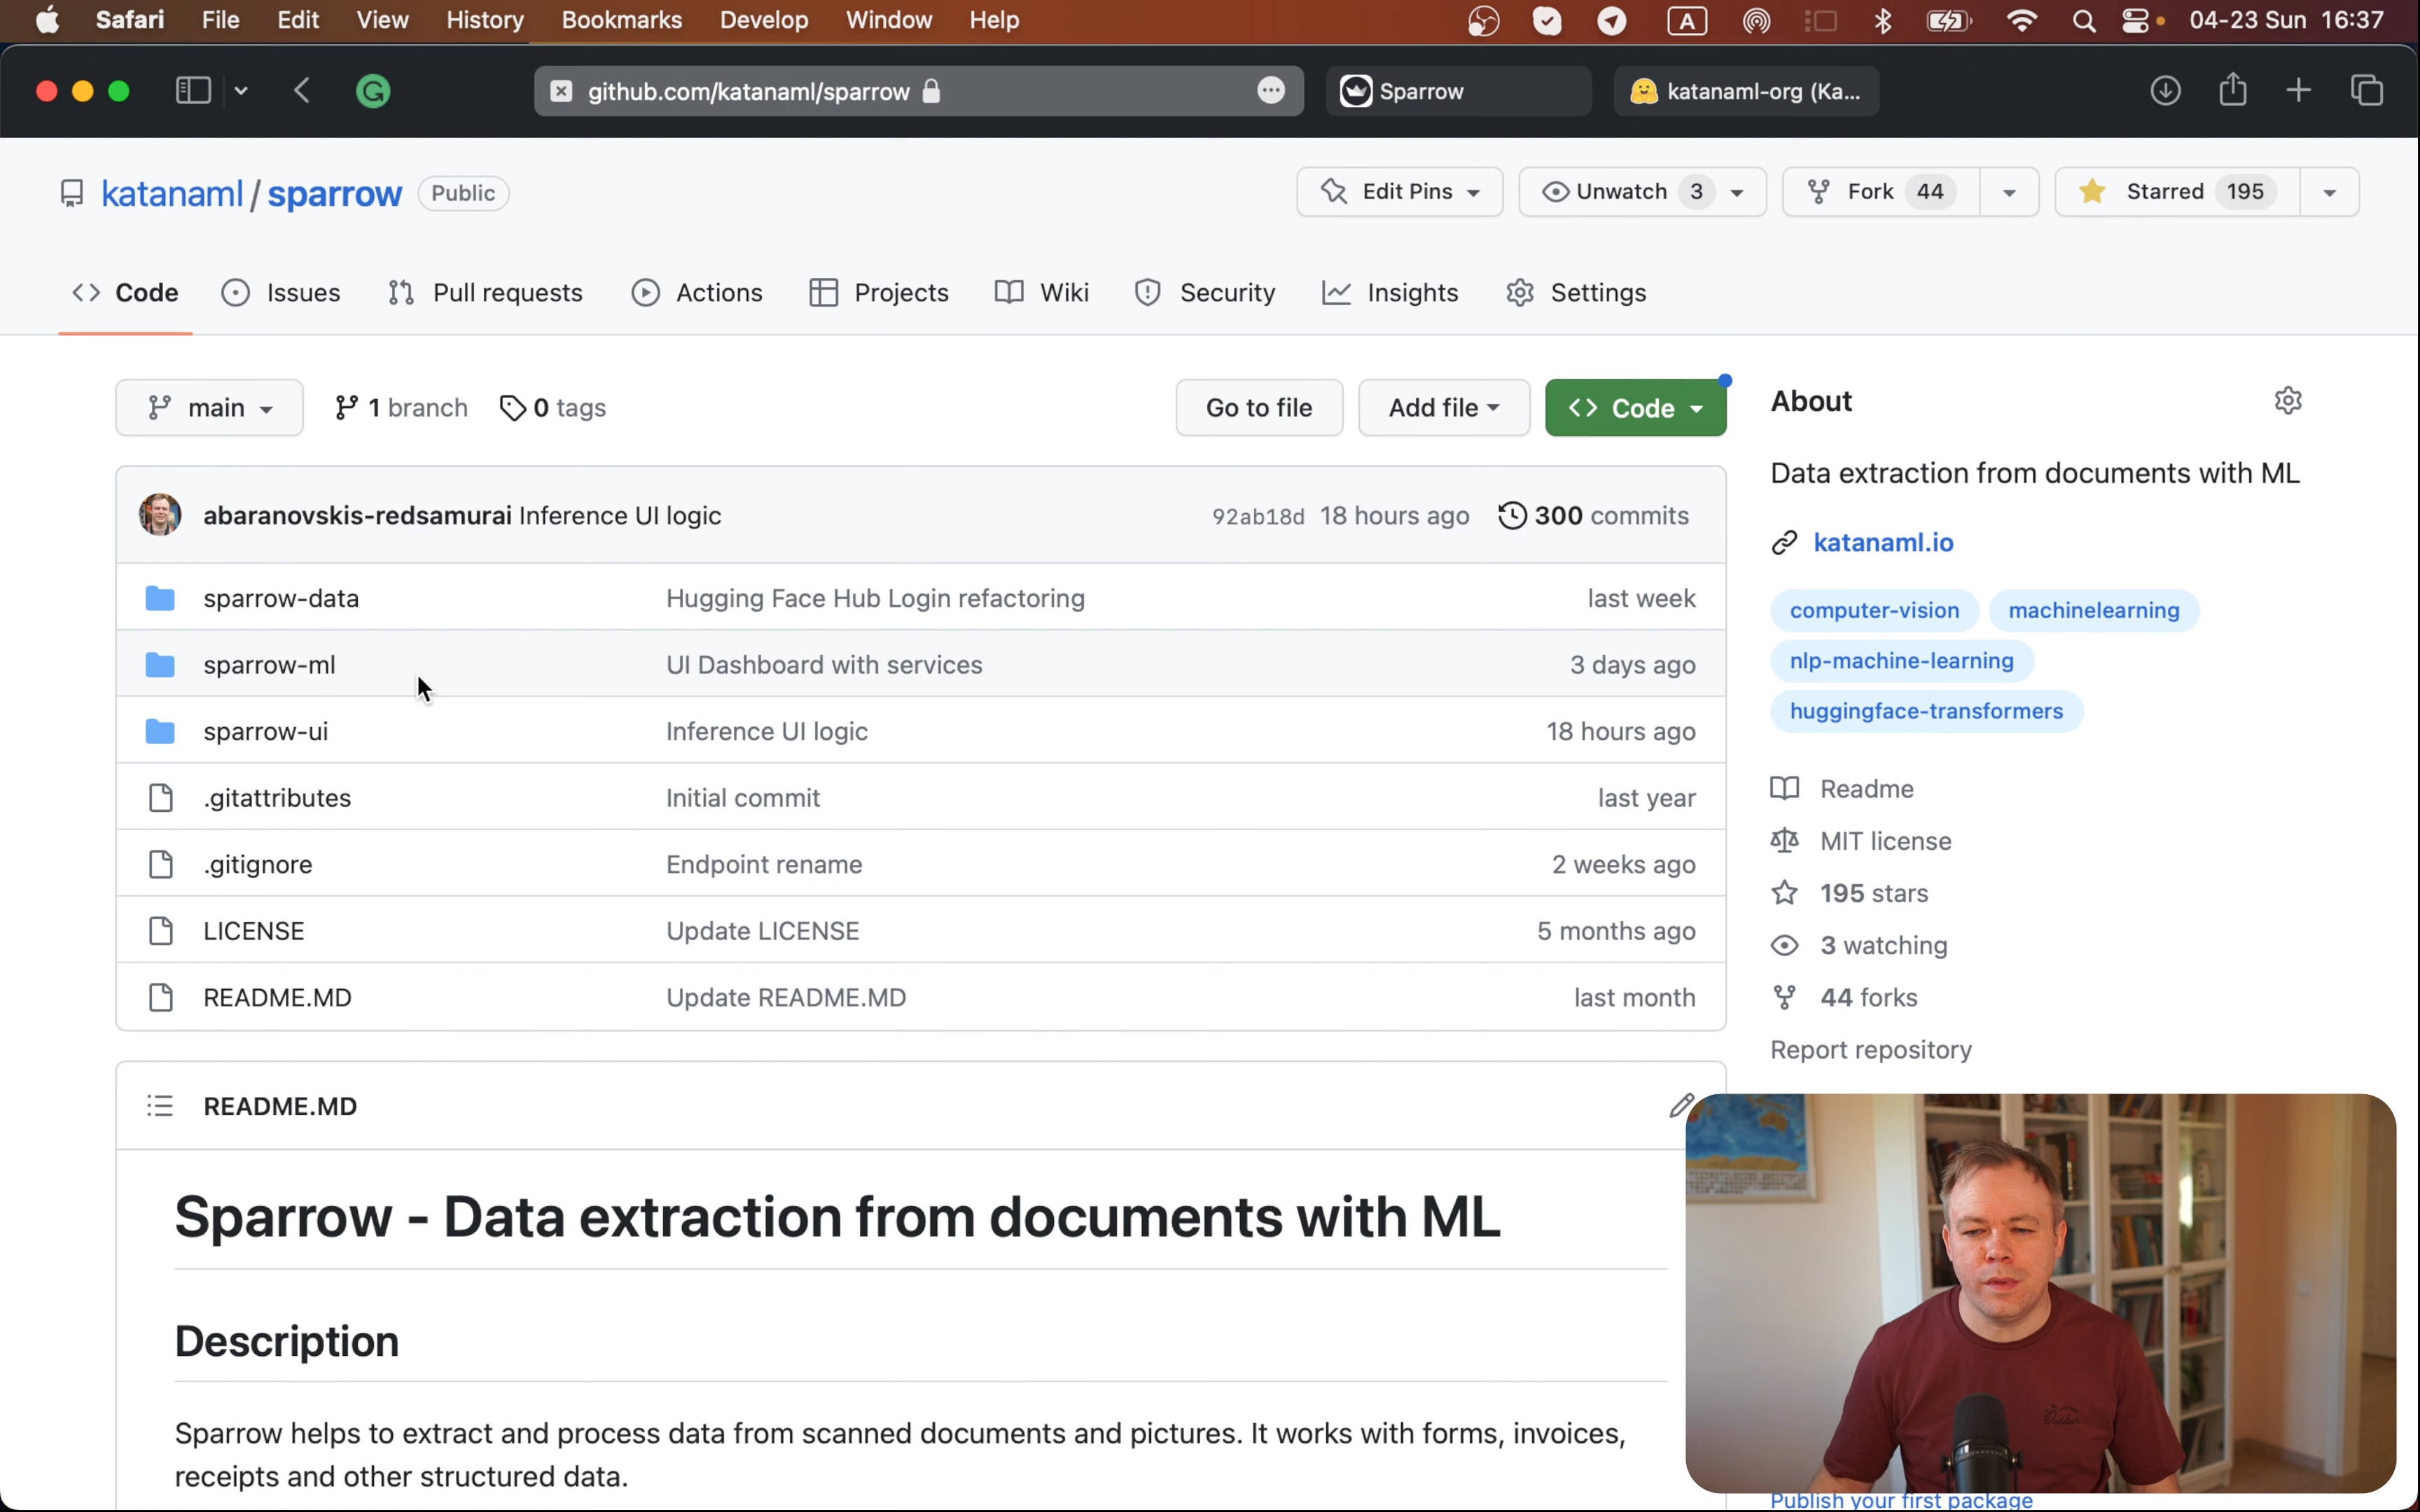 Safari File Edit View History Bookmarks Develop Window Help A 04-23 Sun 16:37
github.com/katanaml/sparrow Sparrow katanaml-org (Ka...
katanaml / sparrow Public Edit Pins Unwatch 3 Fork 44 Starred 195
Code Issues Pull requests Actions Projects Wiki Security Insights Settings
main 1 branch 0 tags Go to file Add file Code
abaranovskis-redsamurai Inference UI logic 92ab18d 18 hours ago 300 commits
sparrow-data Hugging Face Hub Login refactoring last week
sparrow-ml UI Dashboard with services 3 days ago
sparrow-ui Inference UI logic 18 hours ago
.gitattributes Initial commit last year
.gitignore Endpoint rename 2 weeks ago
LICENSE Update LICENSE 5 months ago
README.MD Update README.MD last month
README.MD
Sparrow - Data extraction from documents with ML
Description
Sparrow helps to extract and process data from scanned documents and pictures. It works with forms, invoices,
receipts and other structured data.
About
Data extraction from documents with ML
katanaml.io
computer-vision machinelearning
nlp-machine-learning
huggingface-transformers
Readme
MIT license
195 stars
3 watching
44 forks
Report repository
Publish your first package